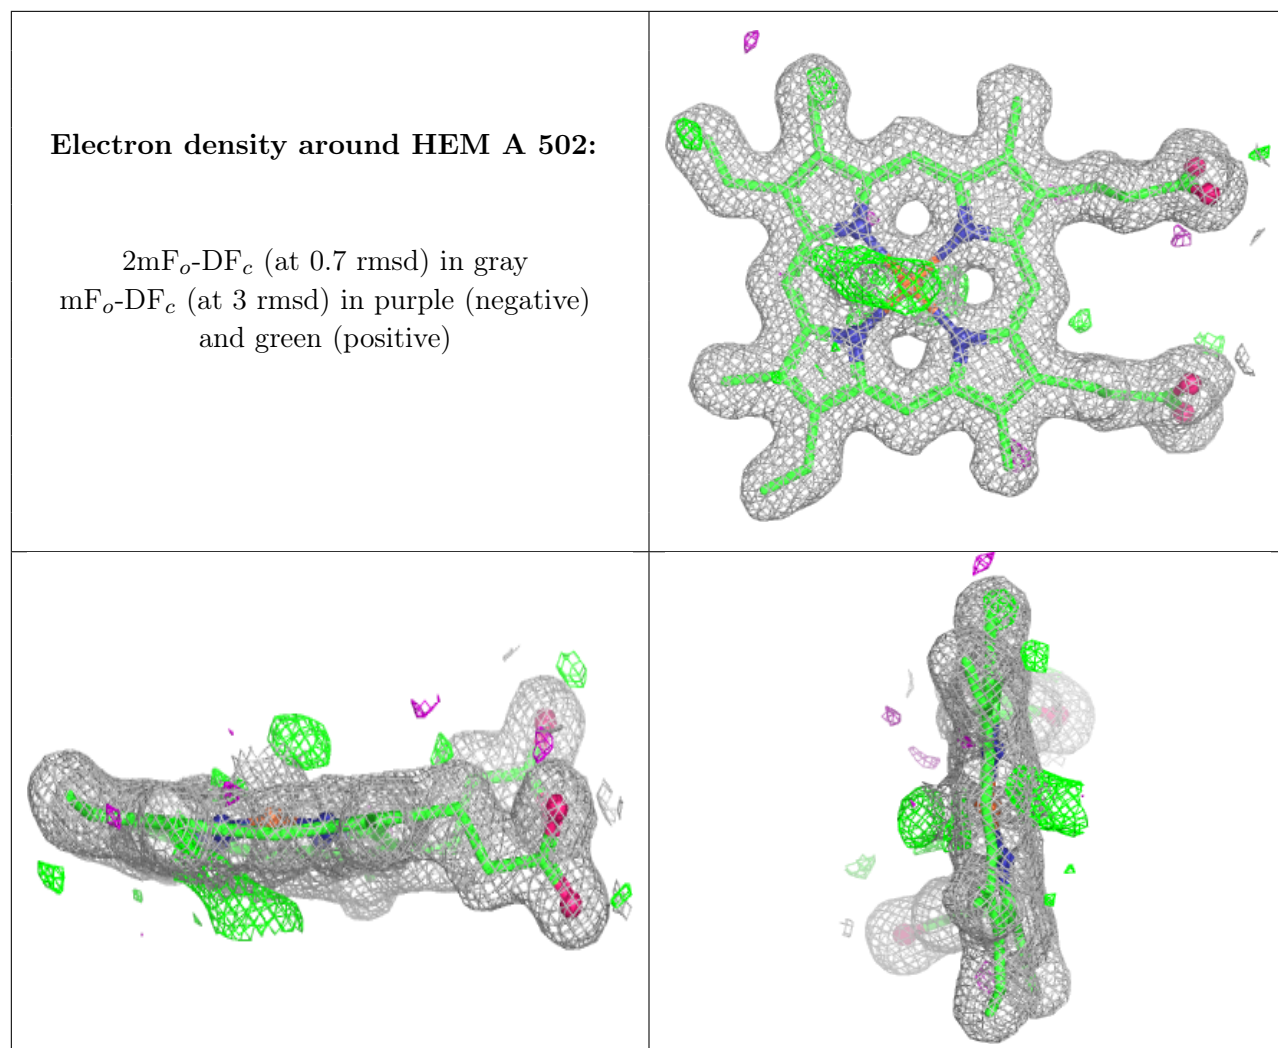 Electron density around HEM A 502:
2mFo-DFc (at 0.7 rmsd) in gray
mFo-DFc (at 3 rmsd) in purple (negative)
and green (positive)